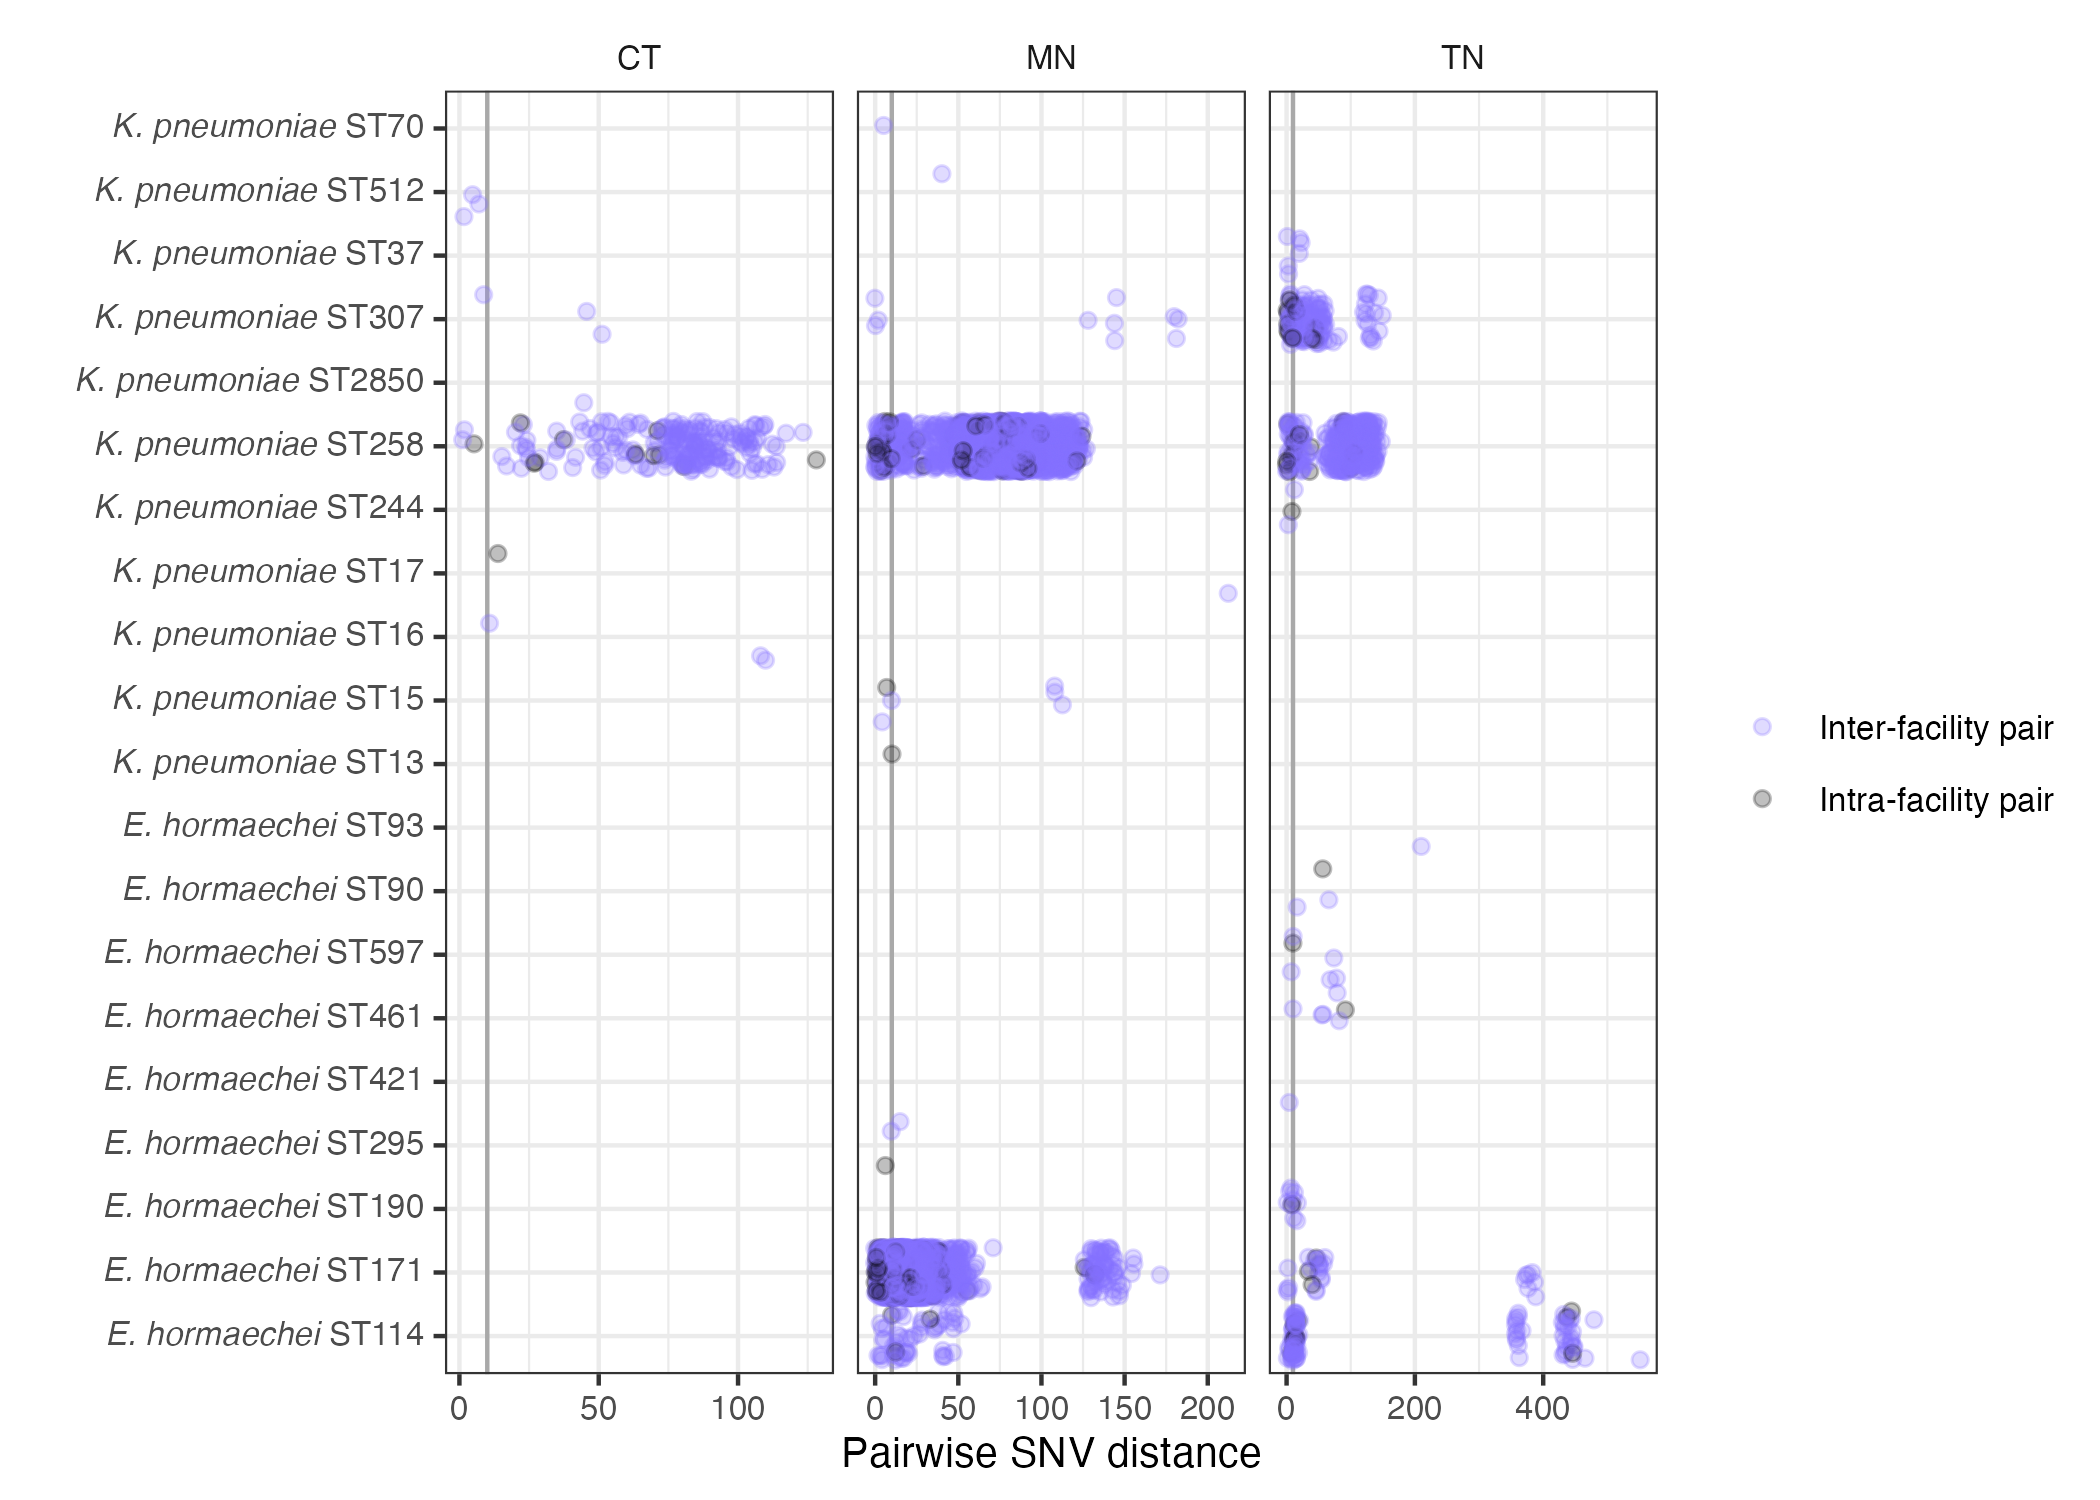 CT MN TN
K. pneumoniae ST70
K. pneumoniae ST512
K. pneumoniae ST37
K. pneumoniae ST307
K. pneumoniae ST2850
K. pneumoniae ST258
K. pneumoniae ST244
K. pneumoniae ST17
K. pneumoniae ST16
K. pneumoniae ST15
K. pneumoniae ST13
E. hormaechei ST93
E. hormaechei ST90
E. hormaechei ST597
E. hormaechei ST461
E. hormaechei ST421
E. hormaechei ST295
E. hormaechei ST190
E. hormaechei ST171
E. hormaechei ST114
0 50 100 0 50 100 150 200 0 200 400
Pairwise SNV distance
Inter-facility pair
Intra-facility pair